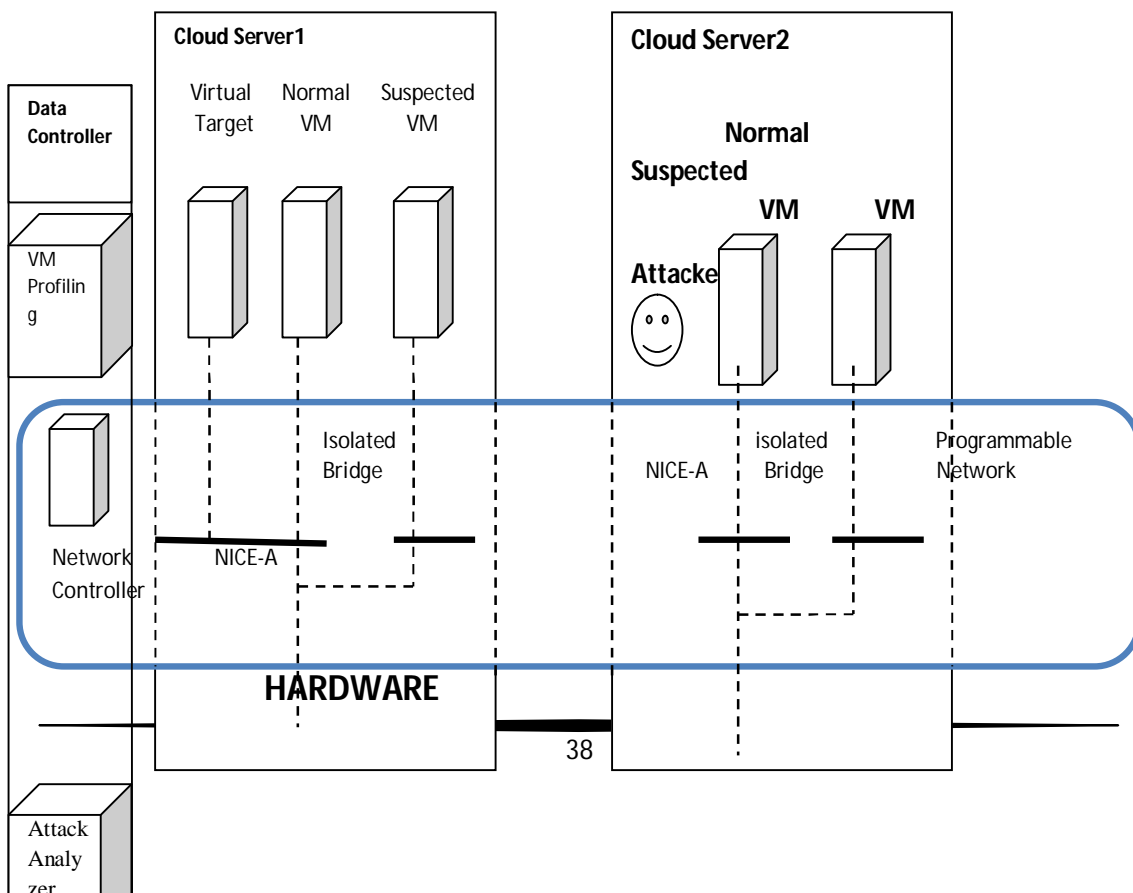 Cloud Server1
Virtual
Target
Normal
VM
Suspected
VM
Cloud Server2
Normal
Suspected
VM
VM
Attacke
Data
Controller
VM
Profilin
g
Isolated
Bridge
NICE-A
isolated
Bridge
Programmable
Network
NICE-A
Network
Controller
HARDWARE
38
Attack
Analy
zer